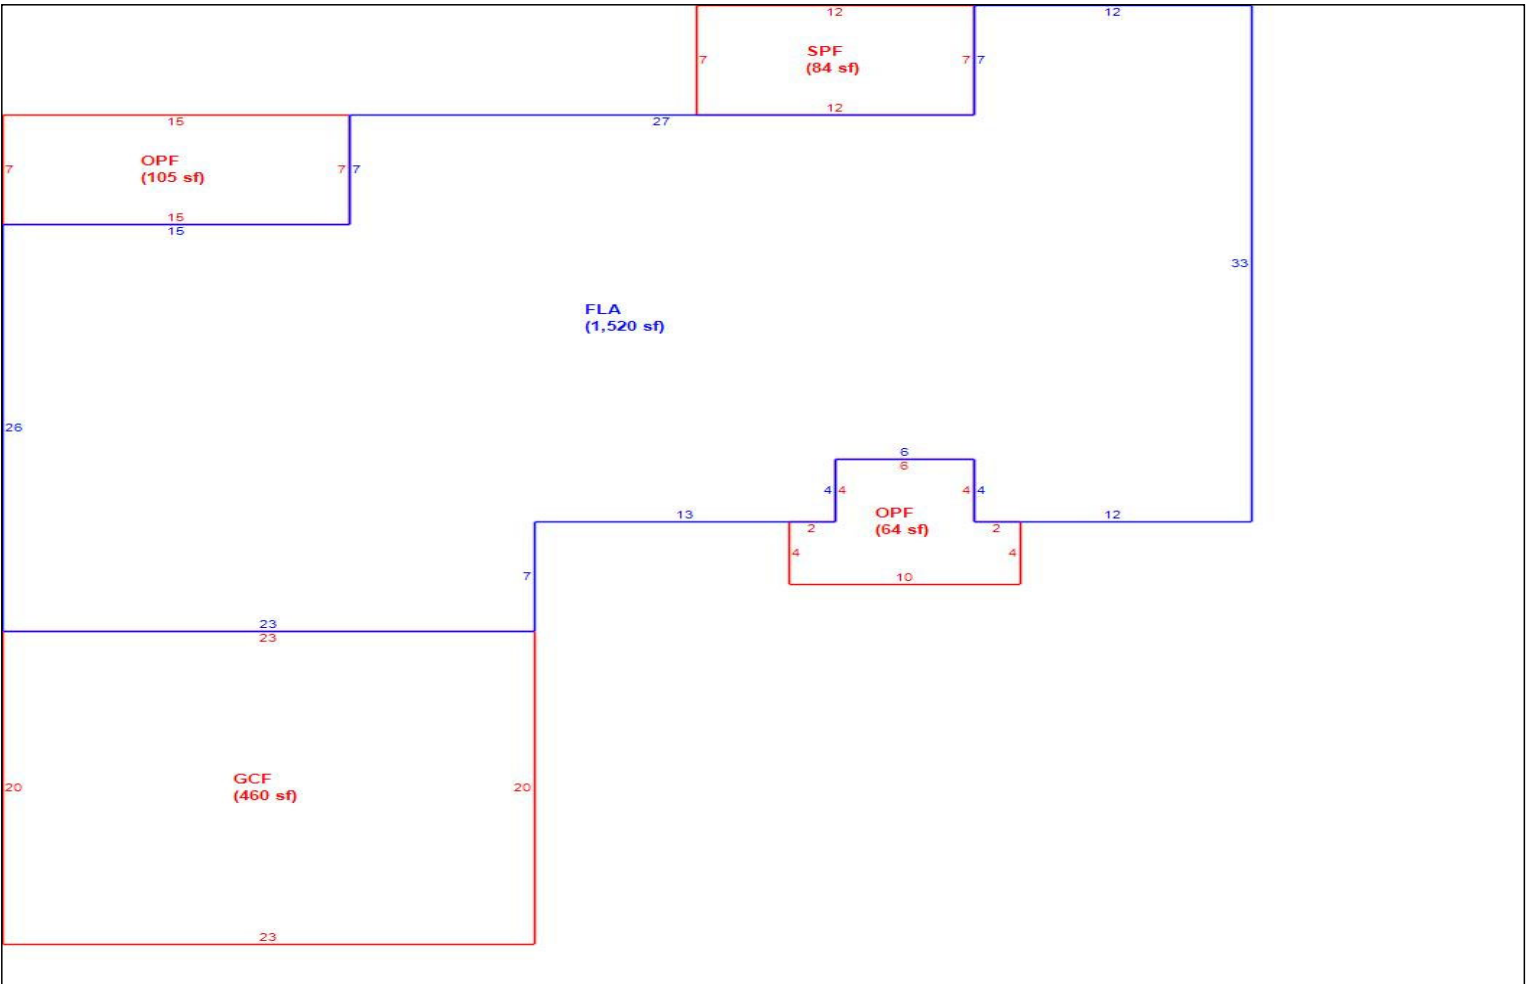 12 12
SPF
(84 sf)
7 7 7
12
15 27
OPF
(105 sf)
7 7 7
15
15
33
FLA
(1,520 sf)
26
6
6
4 4 4 4
OPF
(64 sf)
13 12
2 2
4 4
7 10
23
23
GCF
(460 sf)
20 20
23